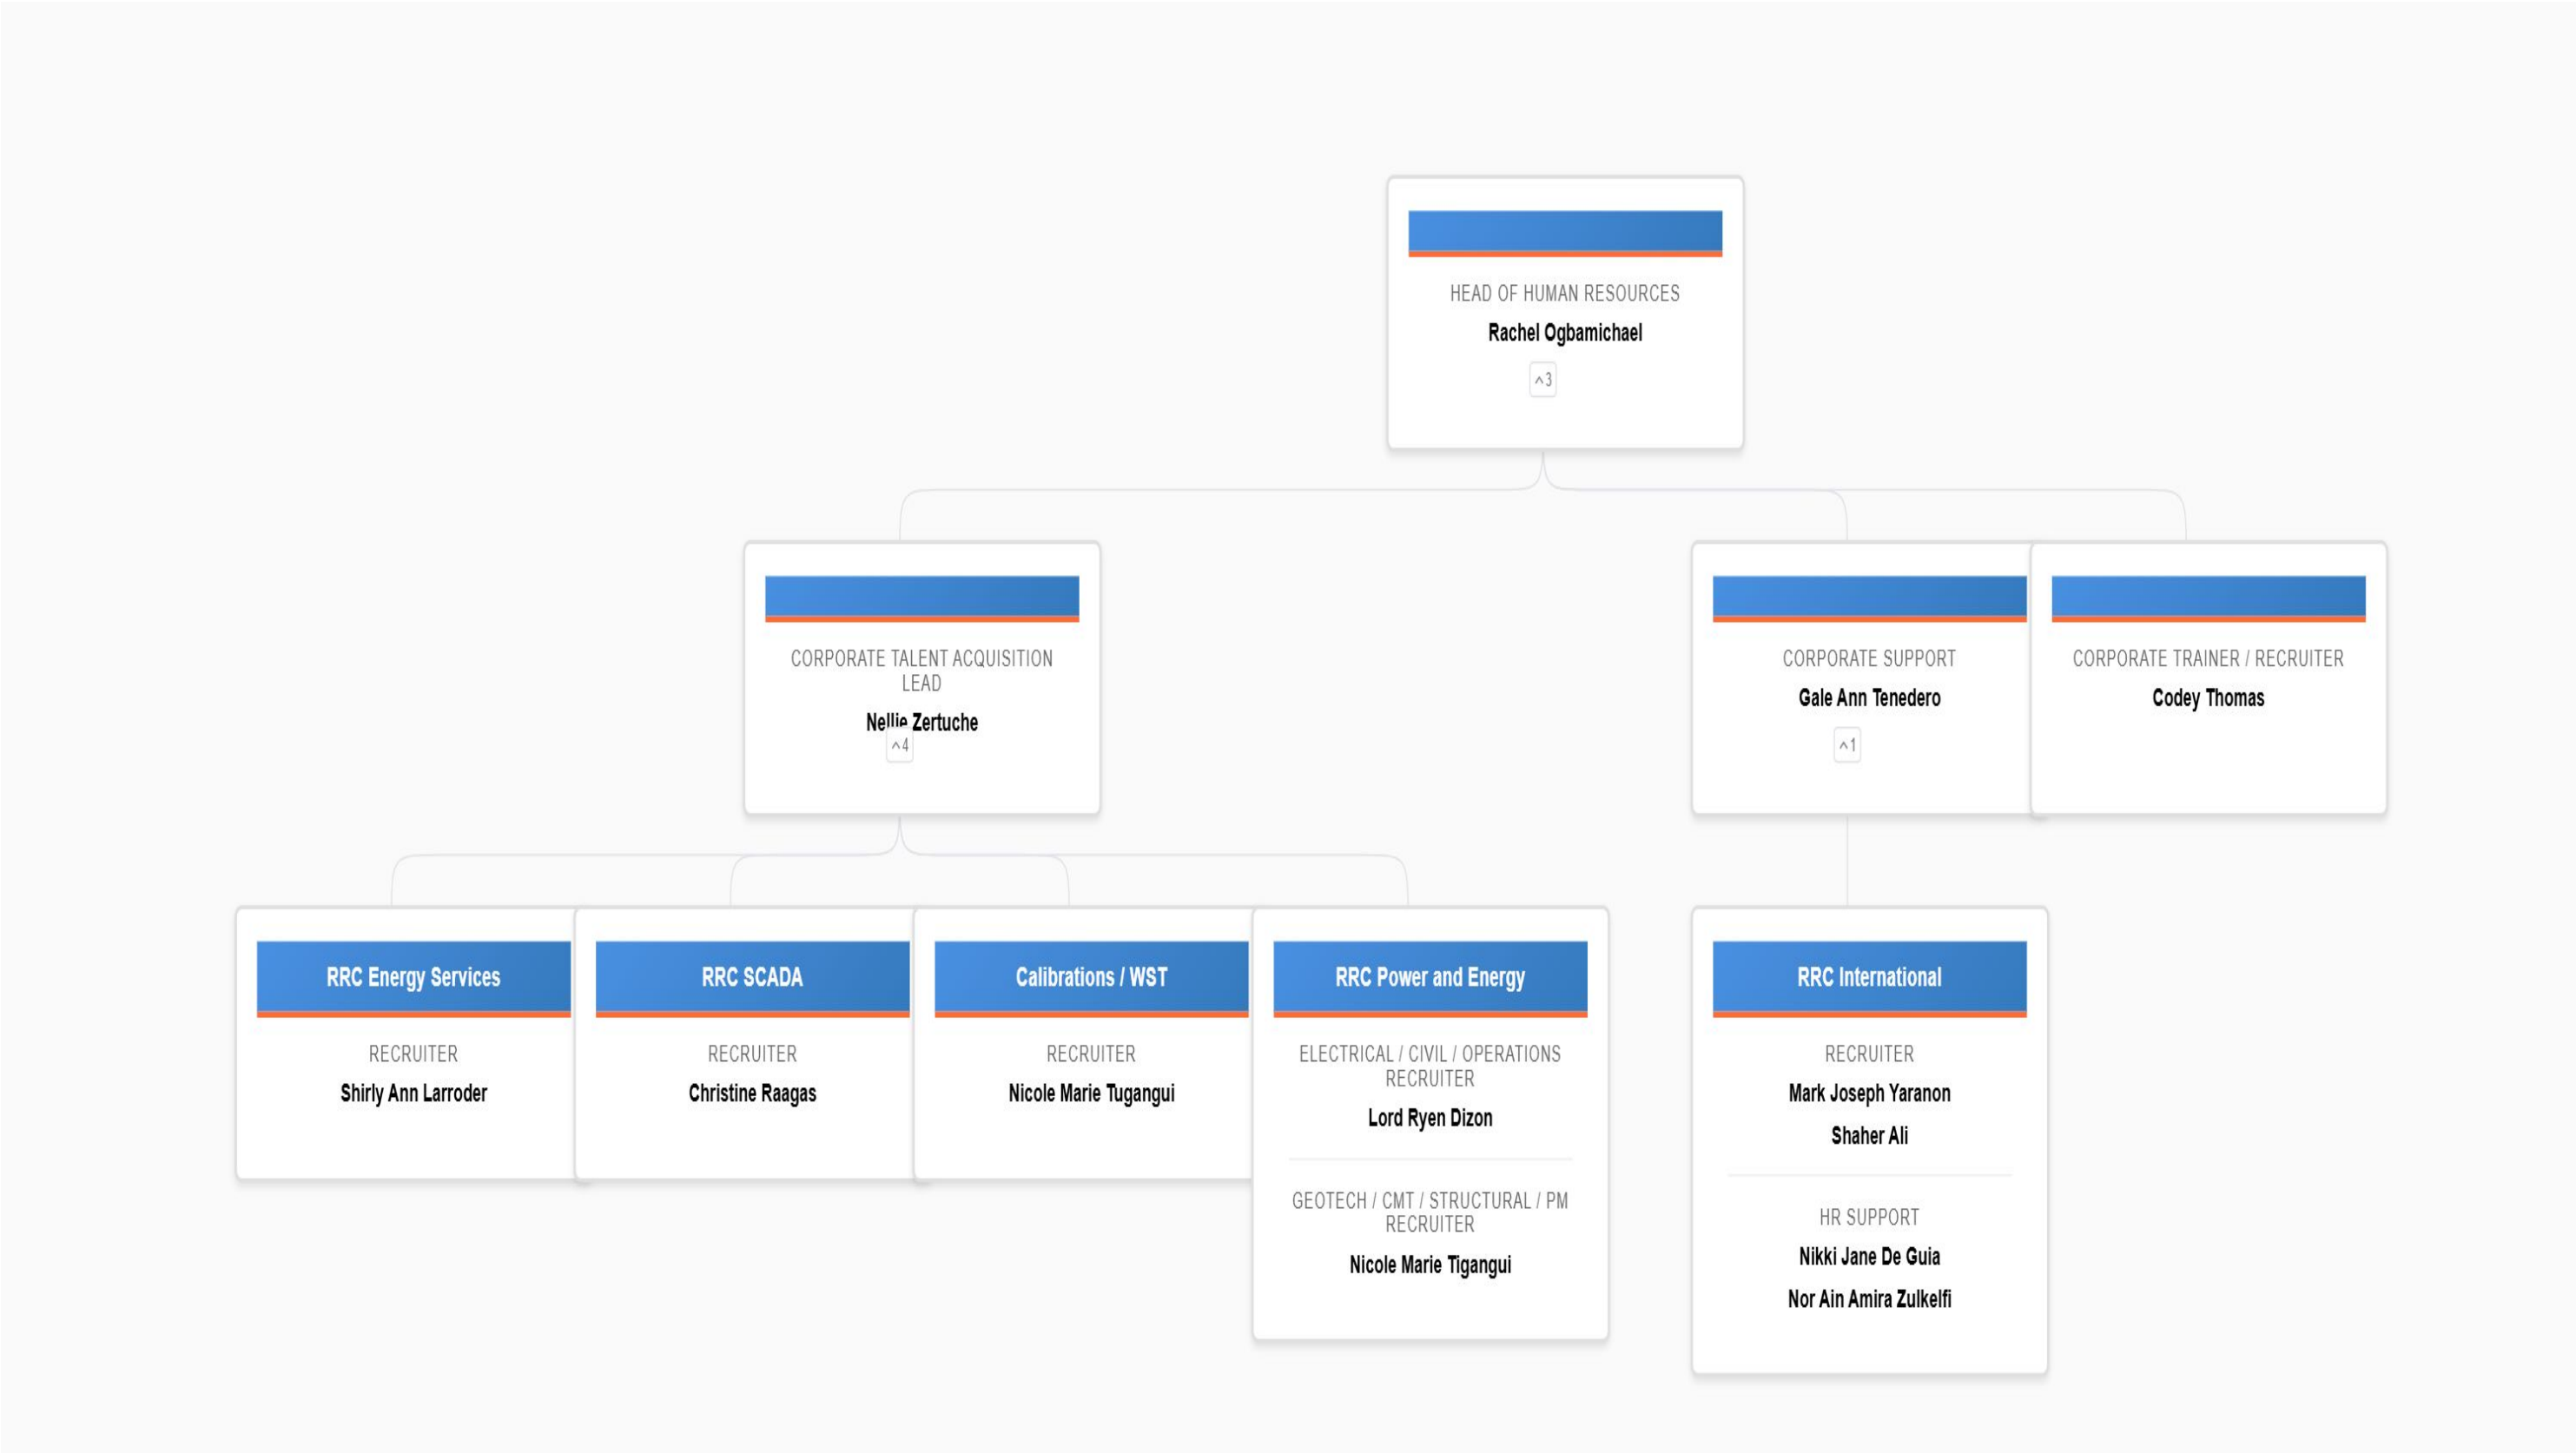 HEAD OF HUMAN RESOURCES
Rachel Ogbamichael
^3
CORPORATE TALENT ACQUISITION
LEAD
Nellie Zertuche
^4
CORPORATE SUPPORT
Gale Ann Tenedero
^1
CORPORATE TRAINER / RECRUITER
Codey Thomas
RRC Energy Services
RECRUITER
Shirly Ann Larroder
RRC SCADA
RECRUITER
Christine Raagas
Calibrations / WST
RECRUITER
Nicole Marie Tugangui
RRC Power and Energy
ELECTRICAL / CIVIL / OPERATIONS
RECRUITER
Lord Ryen Dizon
GEOTECH / CMT / STRUCTURAL / PM
RECRUITER
Nicole Marie Tigangui
RRC International
RECRUITER
Mark Joseph Yaranon
Shaher Ali
HR SUPPORT
Nikki Jane De Guia
Nor Ain Amira Zulkelfi